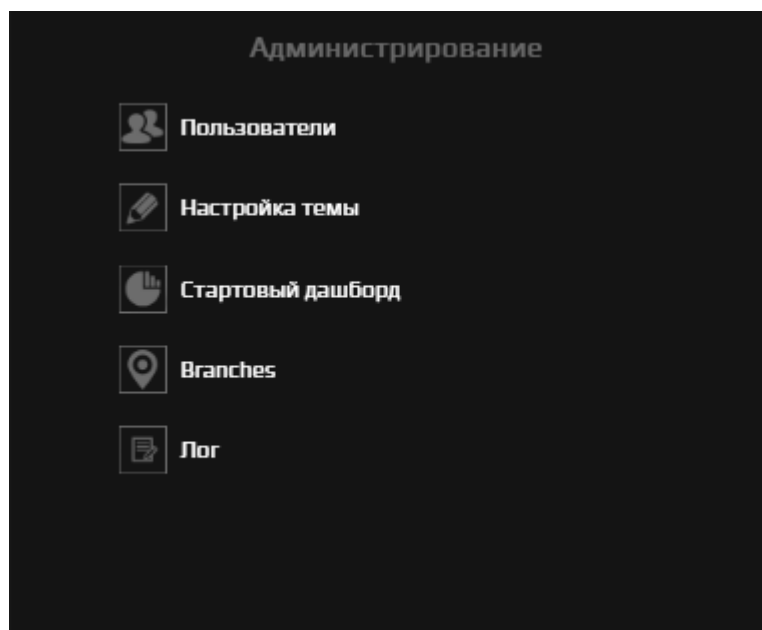 Администрирование
Пользователи
Настройка темы
Стартовый дашборд
Branches
Лог